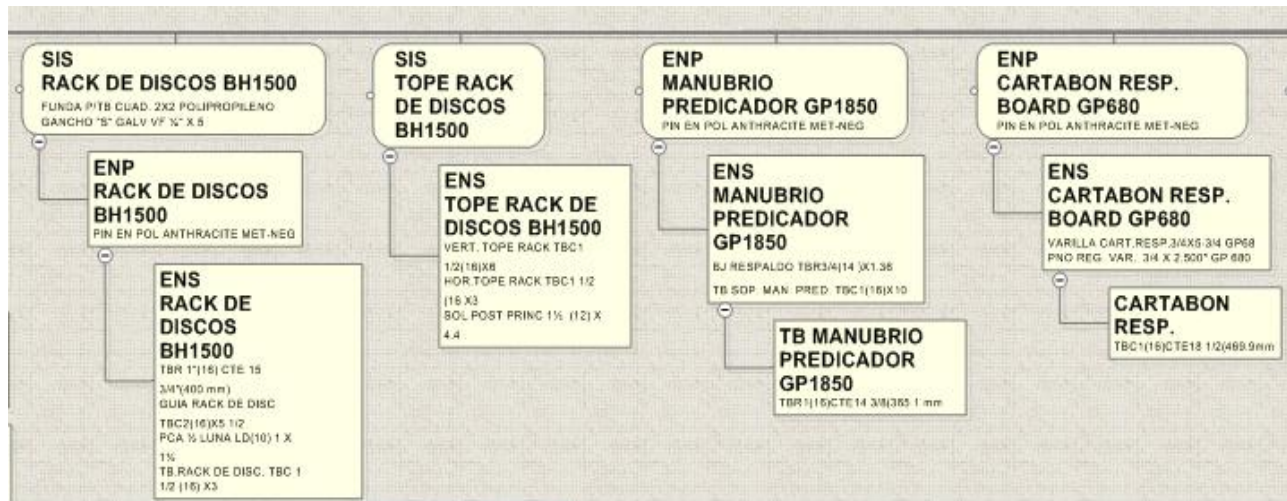 SIS
RACK DE DISCOS BH1500
FUNDA P/TB CUAD. 2X2 POLIPROPILENO
GANCHO "S" GALV VF ¼" X 5
ENP
RACK DE DISCOS
BH1500
PIN EN POL ANTHRACITE MET-NEG
ENS
RACK DE
DISCOS
BH1500
TBR 1"(16) CTE 15
3/4"(400 mm)
GUIA RACK DE DISC
TBC2(16)X5 1/2
PCA ½ LUNA LD(10) 1 X
1½
TB.RACK DE DISC. TBC 1
1/2 (16) X3
SIS
TOPE RACK
DE DISCOS
BH1500
ENS
TOPE RACK DE
DISCOS BH1500
VERT. TOPE RACK TBC1
1/2(16)X6
HOR.TOPE RACK TBC1 1/2
(16 X3
SOL POST PRINC 1½ (12) X
4.4
ENP
MANUBRIO
PREDICADOR GP1850
PIN EN POL ANTHRACITE MET-NEG
ENS
MANUBRIO
PREDICADOR
GP1850
BJ RESPALDO TBR3/4(14 )X1.36
TB SOP. MAN. PRED. TBC1(16)X10
TB MANUBRIO
PREDICADOR
GP1850
TBR1(16)CTE14 3/8(365 1 mm
ENP
CARTABON RESP.
BOARD GP680
PIN EN POL ANTHRACITE MET-NEG
ENS
CARTABON RESP.
BOARD GP680
VARILLA CART.RESP.3/4X5-3/4 GP68
PNO REG. VAR. 3/4 X 2.500" GP 680
CARTABON
RESP.
TBC1(16)CTE18 1/2(469.9mm